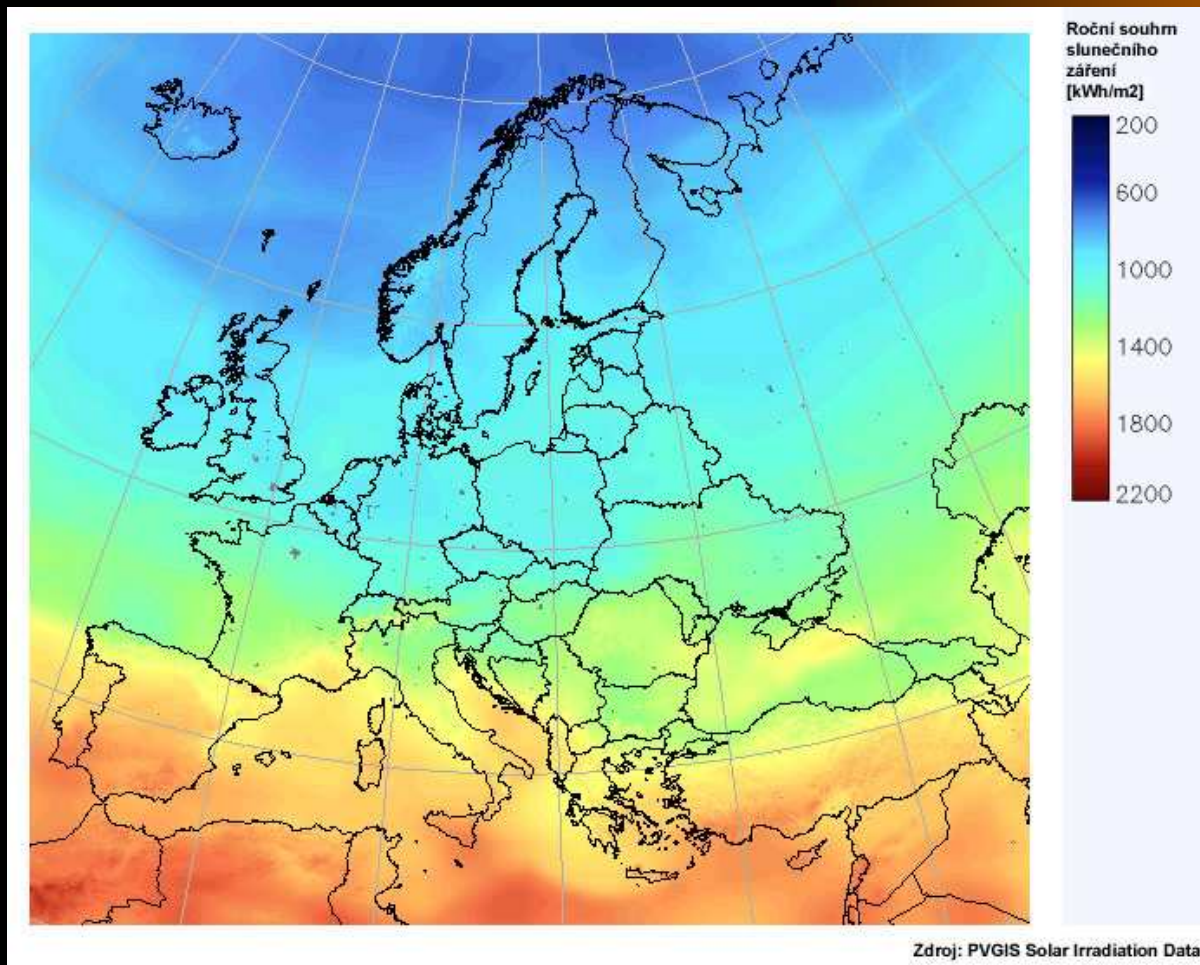 Roční souhrn
slunečního
záření
[kWh/m2]
200
600
1000
1400
1800
2200
Zdroj: PVGIS Solar Irradiation Data